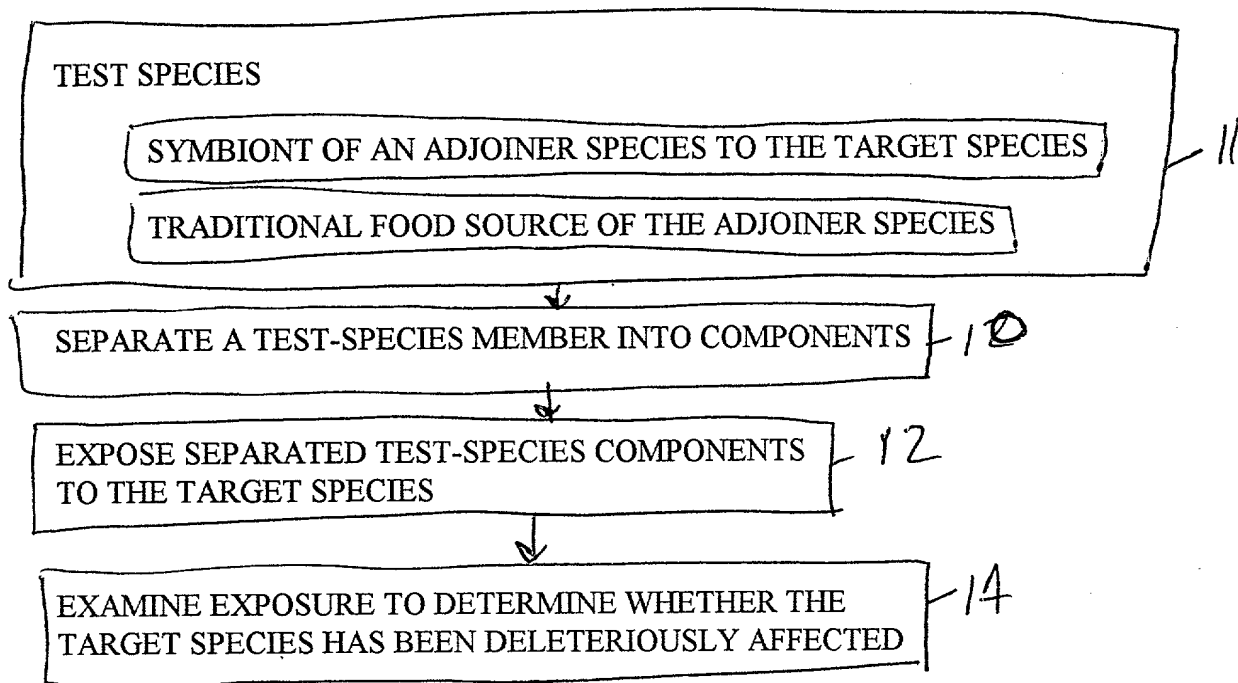 TEST SPECIES
SYMBIONT OF AN ADJOINER SPECIES TO THE TARGET SPECIES
TRADITIONAL FOOD SOURCE OF THE ADJOINER SPECIES
11
SEPARATE A TEST-SPECIES MEMBER INTO COMPONENTS
10
EXPOSE SEPARATED TEST-SPECIES COMPONENTS
TO THE TARGET SPECIES
12
EXAMINE EXPOSURE TO DETERMINE WHETHER THE
TARGET SPECIES HAS BEEN DELETERIOUSLY AFFECTED
14